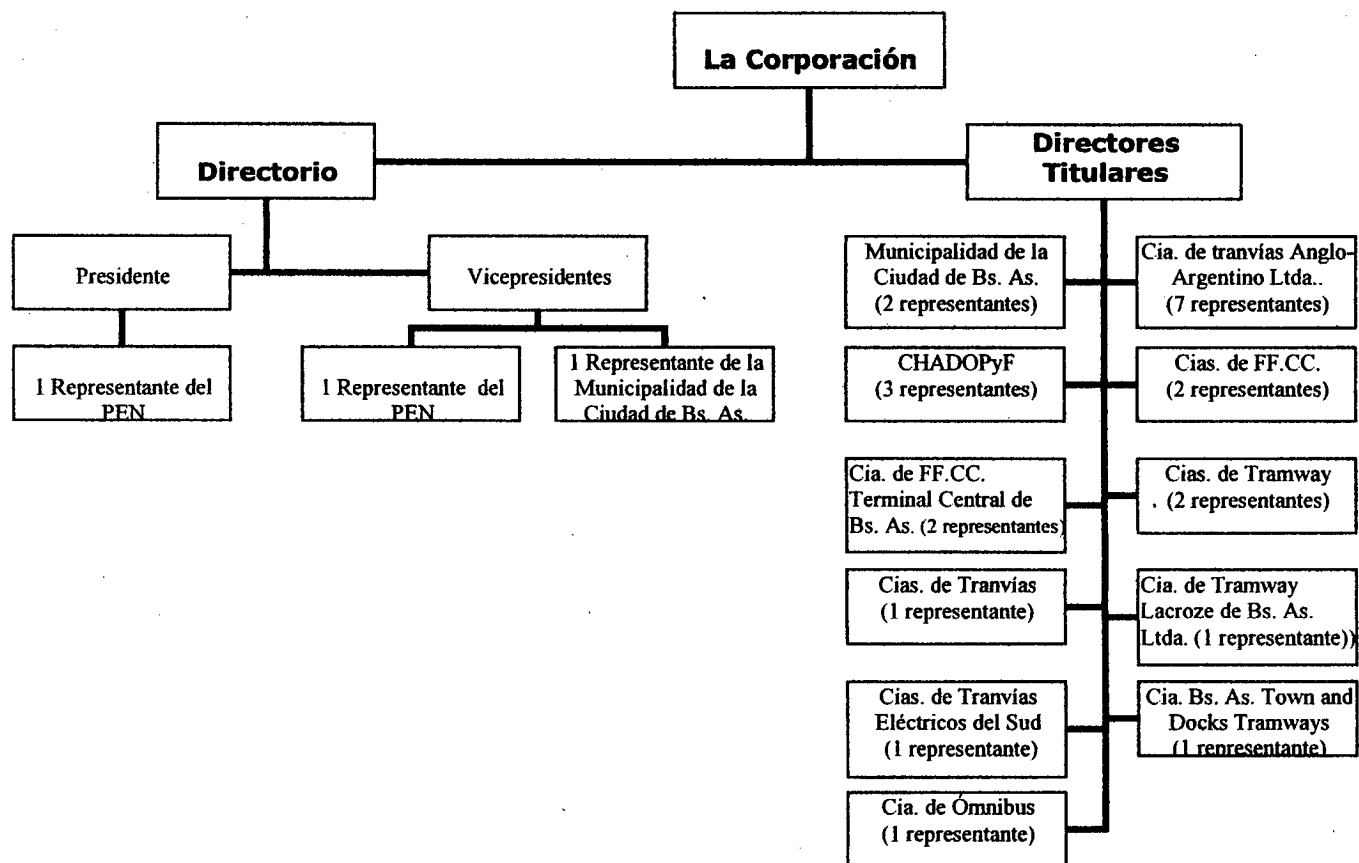 La Corporación
Directorio
Directores
Titulares
Presidente
Vicepresidentes
1 Representante del
PEN
1 Representante del
PEN
1 Representante de la
Municipalidad de la
Ciudad de Bs. As.
Municipalidad de la
Ciudad de Bs. As.
(2 representantes)
Cia. de tranvías Anglo-
Argentino Ltda..
(7 representantes)
CHADOPyF
(3 representantes)
Cias. de FF.CC.
(2 representantes)
Cia. de FF.CC.
Terminal Central de
Bs. As. (2 representantes)
Cias. de Tramway
. (2 representantes)
Cias. de Tranvías
(1 representante)
Cia. de Tramway
Lacroze de Bs. As.
Ltda. (1 representante))
Cias. de Tranvías
Eléctricos del Sud
(1 representante)
Cia. Bs. As. Town and
Docks Tramways
(1 representante)
Cia. de Ómnibus
(1 representante)